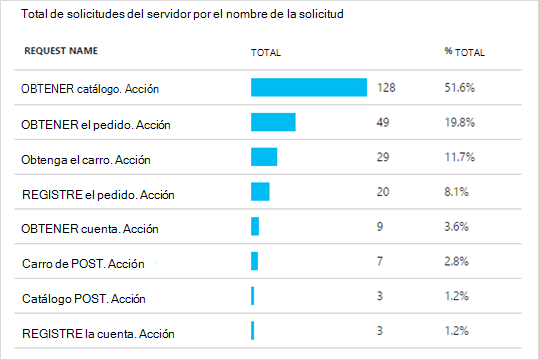 Total de solicitudes del servidor por el nombre de la solicitud
REQUEST NAME TOTAL % TOTAL
OBTENER catálogo. Acción 128 51.6%
OBTENER el pedido. Acción 49 19.8%
Obtenga el carro. Acción 29 11.7%
REGISTRE el pedido. Acción 20 8.1%
OBTENER cuenta. Acción 9 3.6%
Carro de POST. Acción 7 2.8%
Catálogo POST. Acción 3 1.2%
REGISTRE la cuenta. Acción 3 1.2%